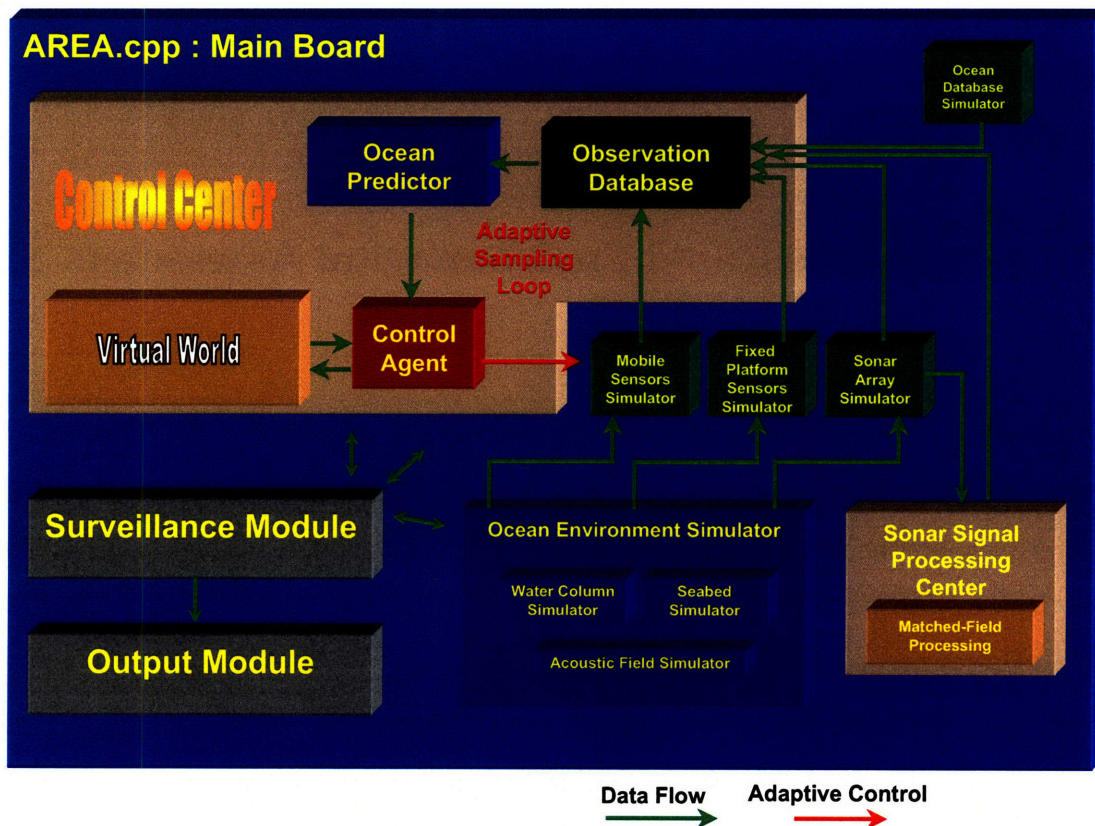 AREA.cpp : Main Board
Ocean
Database
Simulator
Ocean
Predictor
Observation
Database
Control Center
Adaptive
Sampling
Loop
Virtual World
Control
Agent
Mobile
Sensors
Simulator
Fixed
Platform
Sensors
Simulator
Sonar
Array
Simulator
Surveillance Module
Ocean Environment Simulator
Water Column
Simulator
Seabed
Simulator
Acoustic Field Simulator
Sonar Signal
Processing
Center
Matched-Field
Processing
Output Module
Data Flow
Adaptive Control